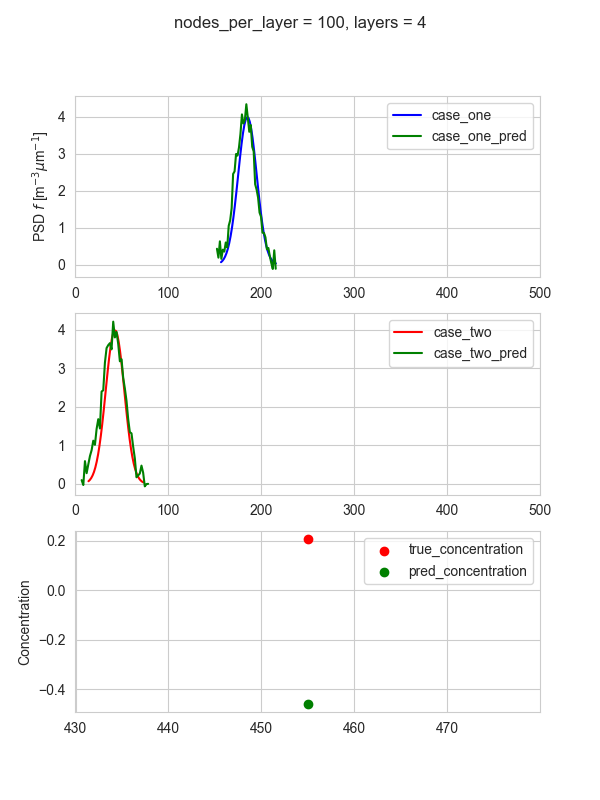 nodes_per_layer = 100, layers = 4
PSD f [m⁻³μm⁻¹]
4
3
2
1
0
case_one
case_one_pred
0 100 200 300 400 500
4
3
2
1
0
case_two
case_two_pred
0 100 200 300 400 500
Concentration
0.2
0.0
−0.2
−0.4
true_concentration
pred_concentration
430 440 450 460 470